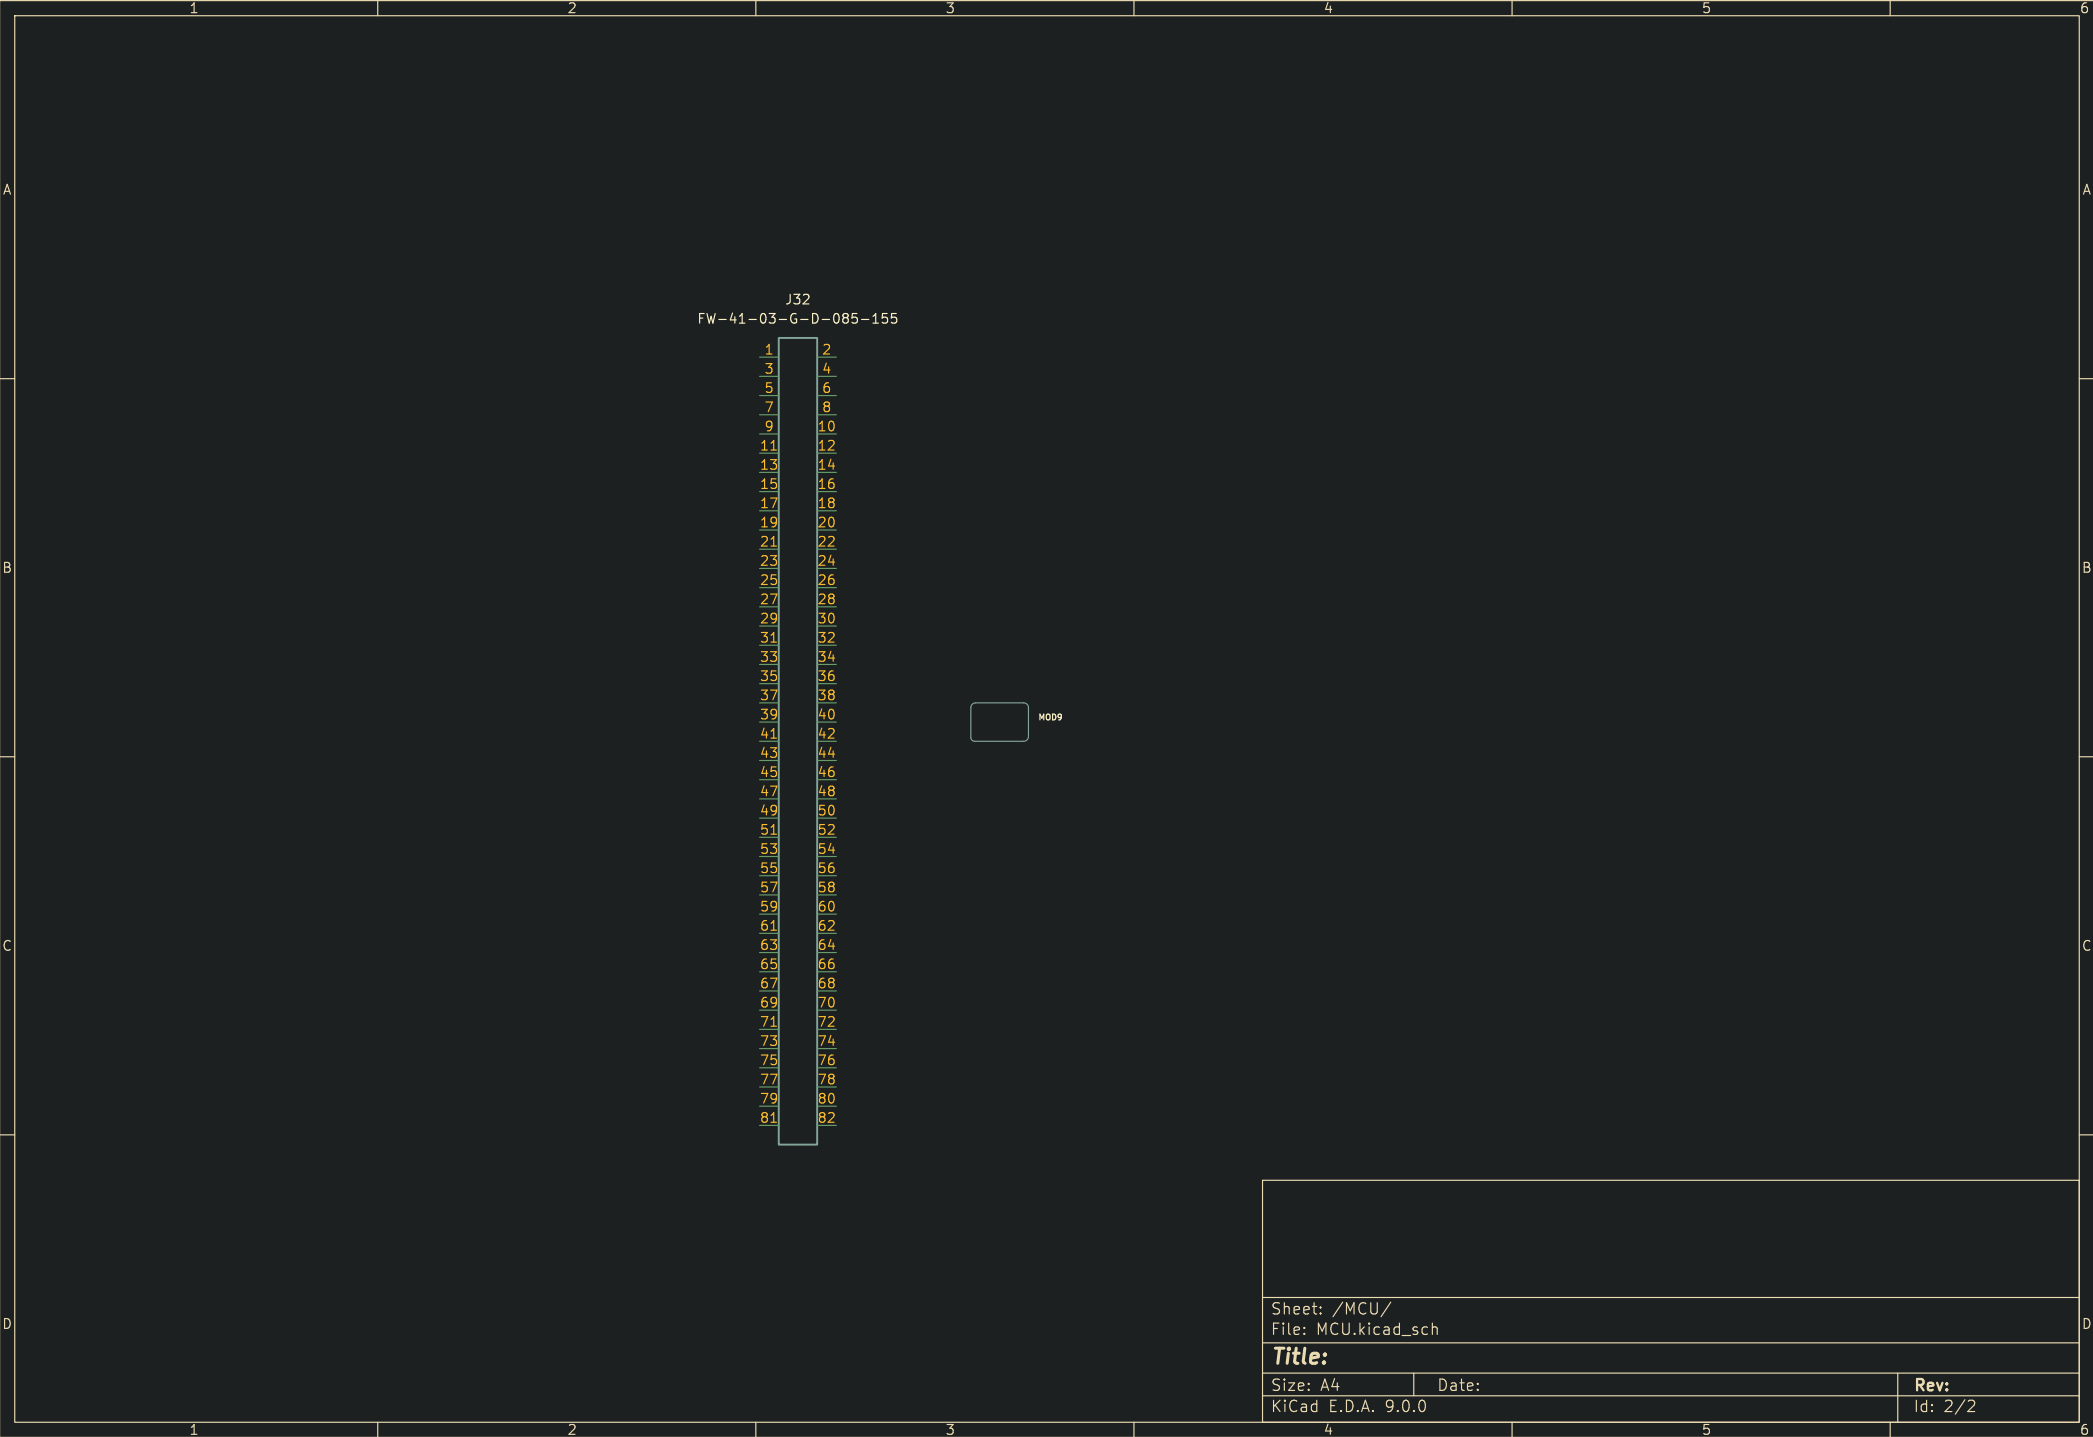 1 2 3 4 5 6
A A
J32
FW-41-03-G-D-085-155
1 2
3 4
5 6
7 8
9 10
11 12
13 14
15 16
17 18
19 20
21 22
23 24
B B
25 26
27 28
29 30
31 32
33 34
35 36
37 38
39 40
MOD9
41 42
43 44
45 46
47 48
49 50
51 52
53 54
55 56
57 58
59 60
61 62
63 64
C C
65 66
67 68
69 70
71 72
73 74
75 76
77 78
79 80
81 82
Sheet: /MCU/
D D
File: MCU.kicad_sch
Title:
Size: A4 Date: Rev:
KiCad E.D.A. 9.0.0 Id: 2/2
1 2 3 4 5 6